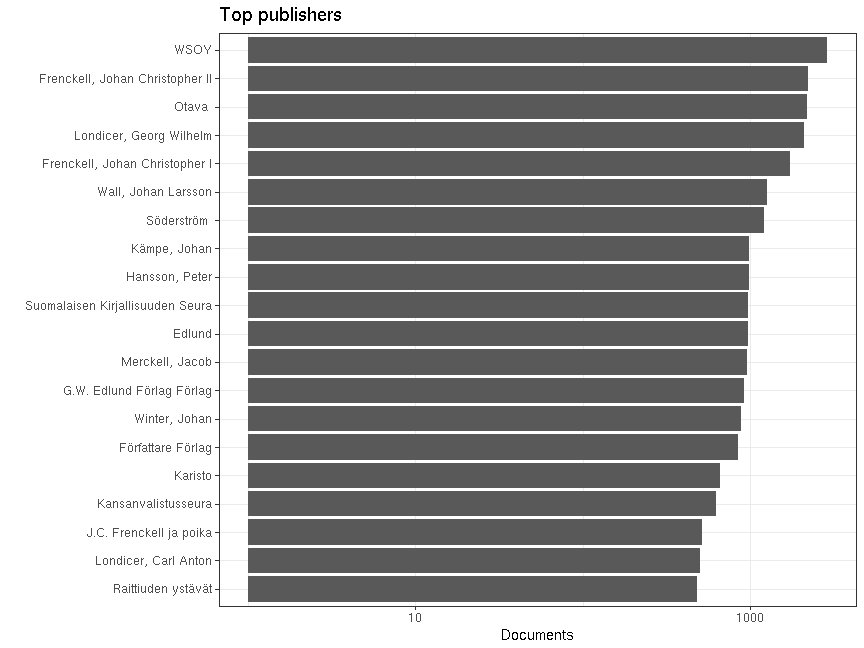 Top publishers
WSOY
Frenckell, Johan Christopher II
Otava
Londicer, Georg Wilhelm
Frenckell, Johan Christopher I
Wall, Johan Larsson
Söderström
Kämpe, Johan
Hansson, Peter
Suomalaisen Kirjallisuuden Seura
Edlund
Merckell, Jacob
G.W. Edlund Förlag Förlag
Winter, Johan
Författare Förlag
Karisto
Kansanvalistusseura
J.C. Frenckell ja poika
Londicer, Carl Anton
Raittiuden ystävät
10 1000
Documents